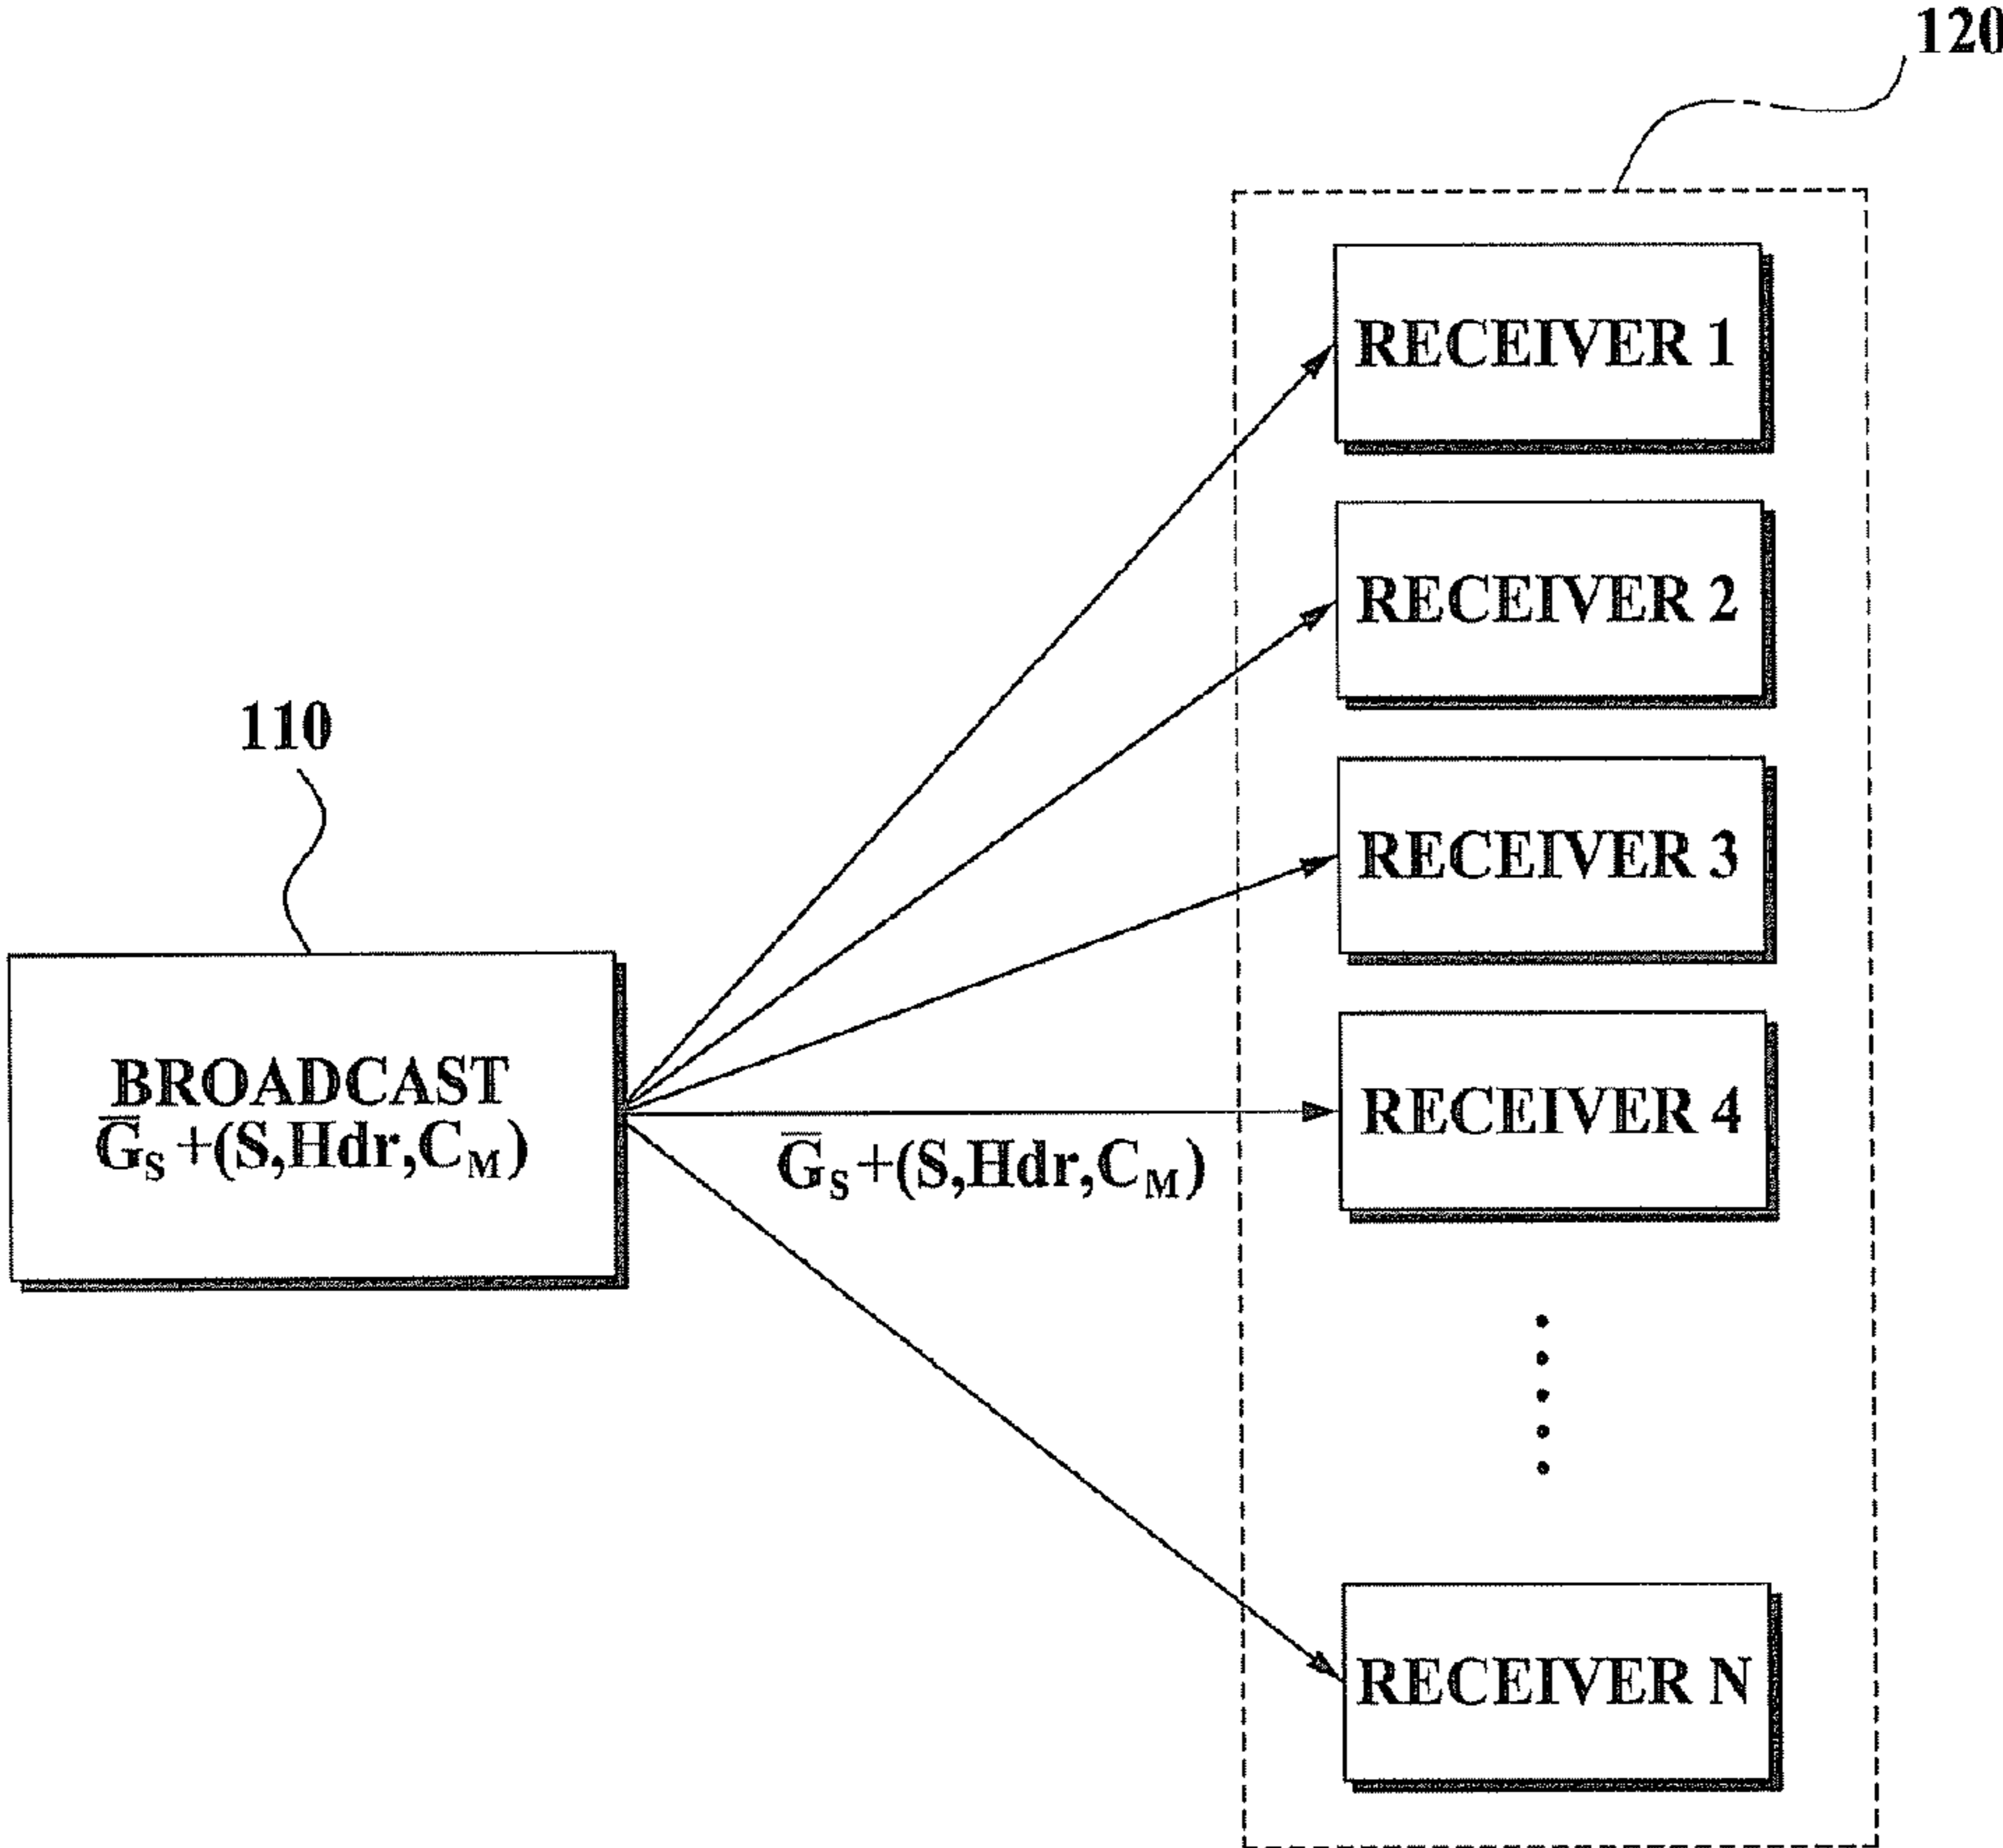 120
RECEIVER 1
RECEIVER 2
110
RECEIVER 3
BROADCAST
G̅S+(S,Hdr,CM)
G̅S+(S,Hdr,CM)
RECEIVER 4
RECEIVER N